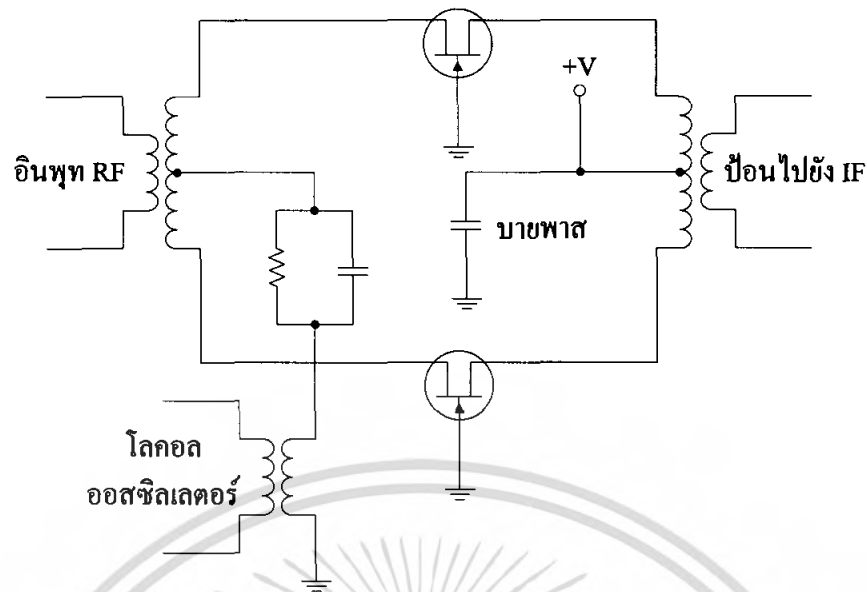 +V
อินพุท RF
ป้อนไปยัง IF
บายพาส
โลคอล
ออสซิลเลตอร์